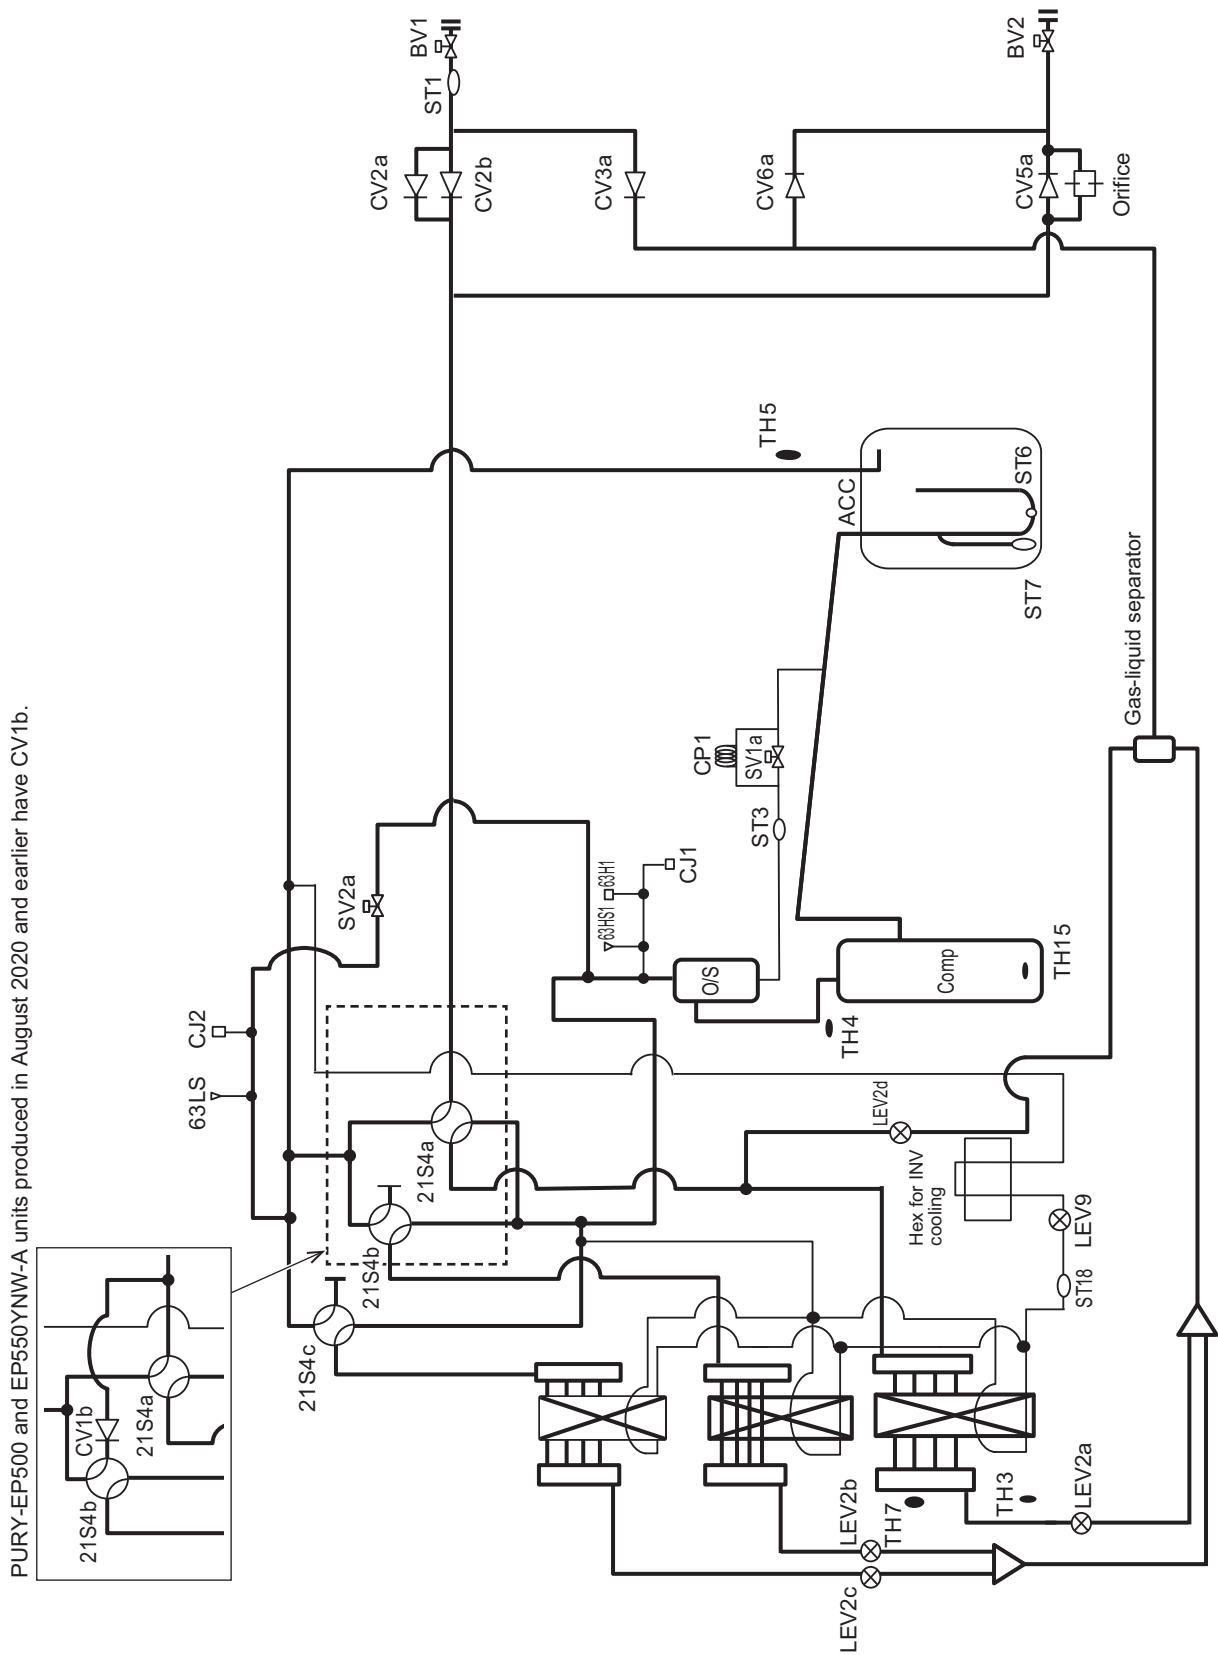 PURY-EP500 and EP550YNW-A units produced in August 2020 and earlier have CV1b.
21S4b
CV1b
21S4a
BV1
ST1
CV2a
CV2b
CV3a
CV6a
CV5a
Orifice
BV2
TH5
ACC
ST6
ST7
Gas-liquid separator
CP1
SV1a
ST3
SV2a
63HS1
63H1
CJ1
O/S
Comp
TH15
TH4
CJ2
63LS
21S4a
21S4b
21S4c
LEV2d
Hex for INV
cooling
LEV9
ST18
LEV2a
TH3
TH7
LEV2b
LEV2c